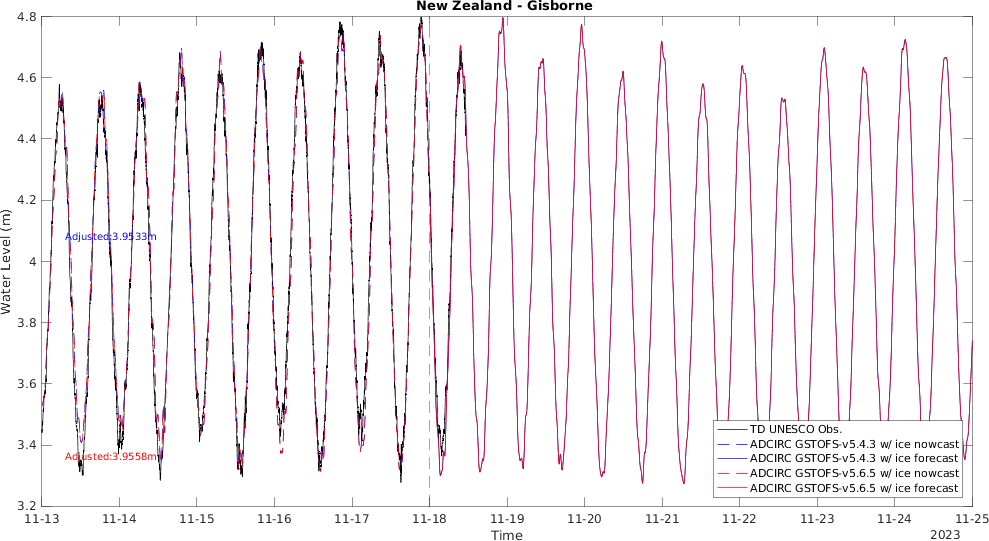 New Zealand - Gisborne
4.8
4.6
4.4
4.2
4
3.8
3.6
3.4
3.2
Water Level (m)
Adjusted:3.9533m
Adjusted:3.9558m
TD UNESCO Obs.
ADCIRC GSTOFS-v5.4.3 w/ ice nowcast
ADCIRC GSTOFS-v5.4.3 w/ ice forecast
ADCIRC GSTOFS-v5.6.5 w/ ice nowcast
ADCIRC GSTOFS-v5.6.5 w/ ice forecast
11-13 11-14 11-15 11-16 11-17 11-18 11-19 11-20 11-21 11-22 11-23 11-24 11-25
Time
2023